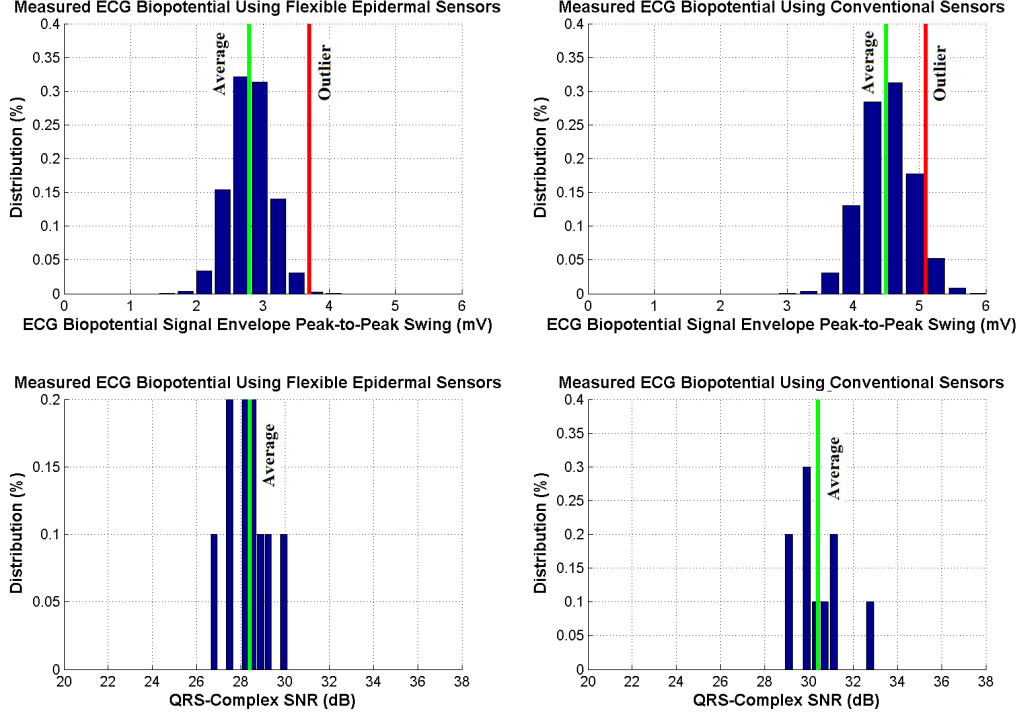 Measured ECG Biopotential Using Flexible Epidermal Sensors
0.4
0.35
0.3
0.25
0.2
0.15
0.1
0.05
0
Distribution (%)
Average
Outlier
0 1 2 3 4 5 6
ECG Biopotential Signal Envelope Peak-to-Peak Swing (mV)
Measured ECG Biopotential Using Conventional Sensors
0.4
0.35
0.3
0.25
0.2
0.15
0.1
0.05
0
Distribution (%)
Average
Outlier
0 1 2 3 4 5 6
ECG Biopotential Signal Envelope Peak-to-Peak Swing (mV)
Measured ECG Biopotential Using Flexible Epidermal Sensors
0.2
0.15
0.1
0.05
0
Distribution (%)
Average
20 22 24 26 28 30 32 34 36 38
QRS-Complex SNR (dB)
Measured ECG Biopotential Using Conventional Sensors
0.4
0.35
0.3
0.25
0.2
0.15
0.1
0.05
0
Distribution (%)
Average
20 22 24 26 28 30 32 34 36 38
QRS-Complex SNR (dB)